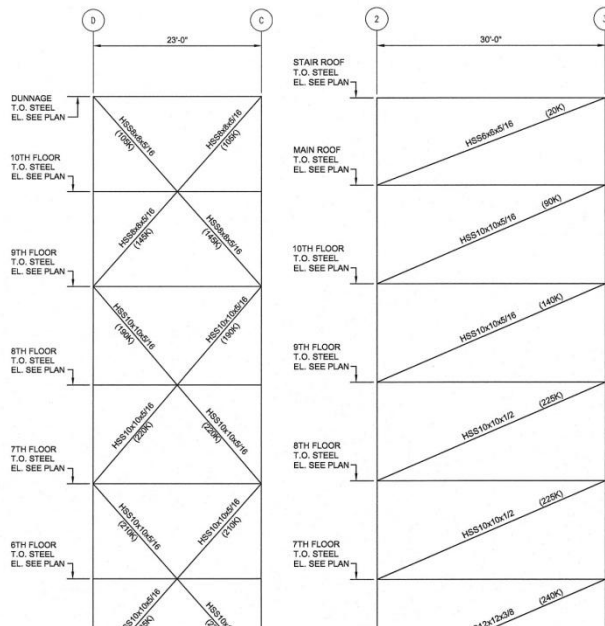 D
C
23'-0"
DUNNAGE
T.O. STEEL
EL. SEE PLAN
HSS8x8x5/16
(105K)
HSS8x8x5/16
(105K)
10TH FLOOR
T.O. STEEL
EL. SEE PLAN
HSS8x8x5/16
(145K)
HSS8x8x5/16
(145K)
9TH FLOOR
T.O. STEEL
EL. SEE PLAN
HSS10x10x5/16
(190K)
HSS10x10x5/16
(190K)
8TH FLOOR
T.O. STEEL
EL. SEE PLAN
HSS10x10x5/16
(220K)
HSS10x10x5/16
(220K)
7TH FLOOR
T.O. STEEL
EL. SEE PLAN
HSS10x10x5/16
(210K)
HSS10x10x5/16
(210K)
6TH FLOOR
T.O. STEEL
EL. SEE PLAN
2
3
30'-0"
STAIR ROOF
T.O. STEEL
EL. SEE PLAN
HSS6x6x5/16
(20K)
MAIN ROOF
T.O. STEEL
EL. SEE PLAN
HSS10x10x5/16
(90K)
10TH FLOOR
T.O. STEEL
EL. SEE PLAN
HSS10x10x5/16
(140K)
9TH FLOOR
T.O. STEEL
EL. SEE PLAN
HSS10x10x1/2
(225K)
8TH FLOOR
T.O. STEEL
EL. SEE PLAN
HSS10x10x1/2
(225K)
7TH FLOOR
T.O. STEEL
EL. SEE PLAN
(240K)